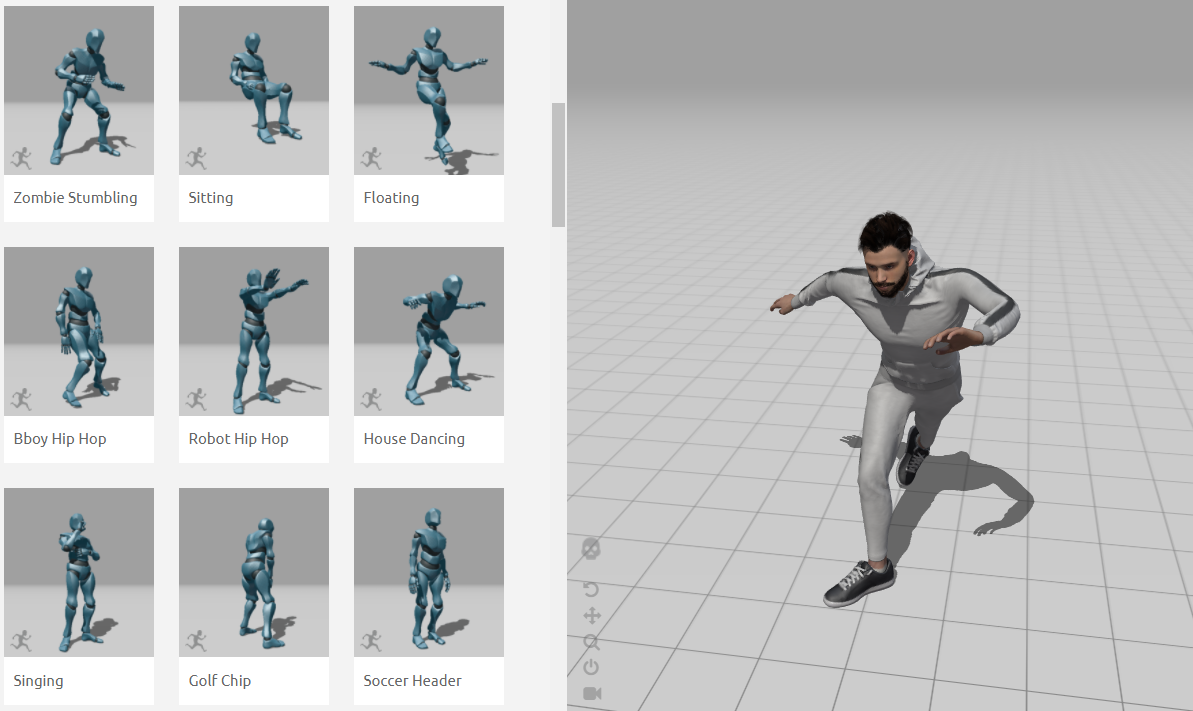 Zombie Stumbling
Sitting
Floating
Bboy Hip Hop
Robot Hip Hop
House Dancing
Singing
Golf Chip
Soccer Header